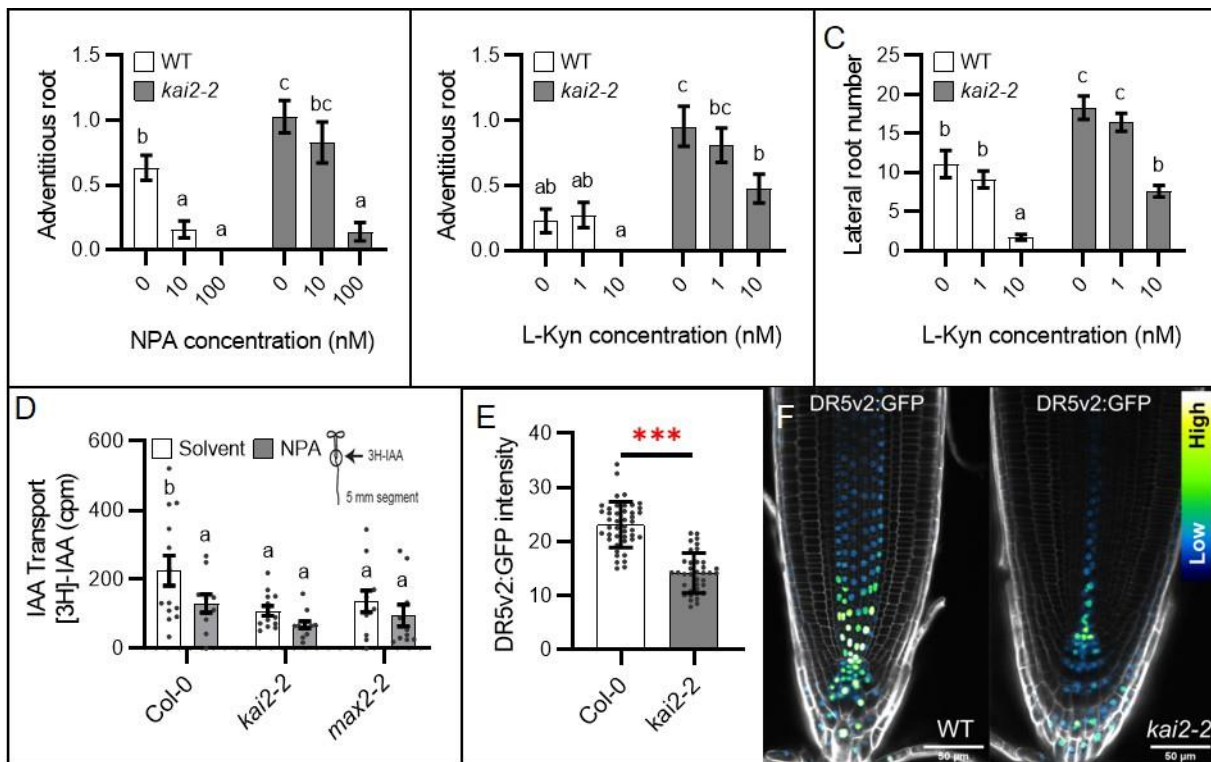 1.5
1.0
0.5
0.0
Adventitious root
WT
kai2-2
b
a
a
c
bc
a
0
10
100
0
10
100
NPA concentration (nM)
1.5
1.0
0.5
0.0
Adventitious root
WT
kai2-2
ab
ab
a
c
bc
b
0
1
10
0
1
10
L-Kyn concentration (nM)
C
25
20
15
10
5
0
Lateral root number
WT
kai2-2
b
b
a
c
c
b
0
1
10
0
1
10
L-Kyn concentration (nM)
D
600
400
200
0
IAA Transport
[3H]-IAA (cpm)
Solvent
NPA
3H-IAA
5 mm segment
b
a
a
a
a
a
Col-0
kai2-2
max2-2
E
40
30
20
10
0
DR5v2:GFP intensity
***
Col-0
kai2-2
F
DR5v2:GFP
DR5v2:GFP
High
Low
WT
50 µm
kai2-2
50 µm